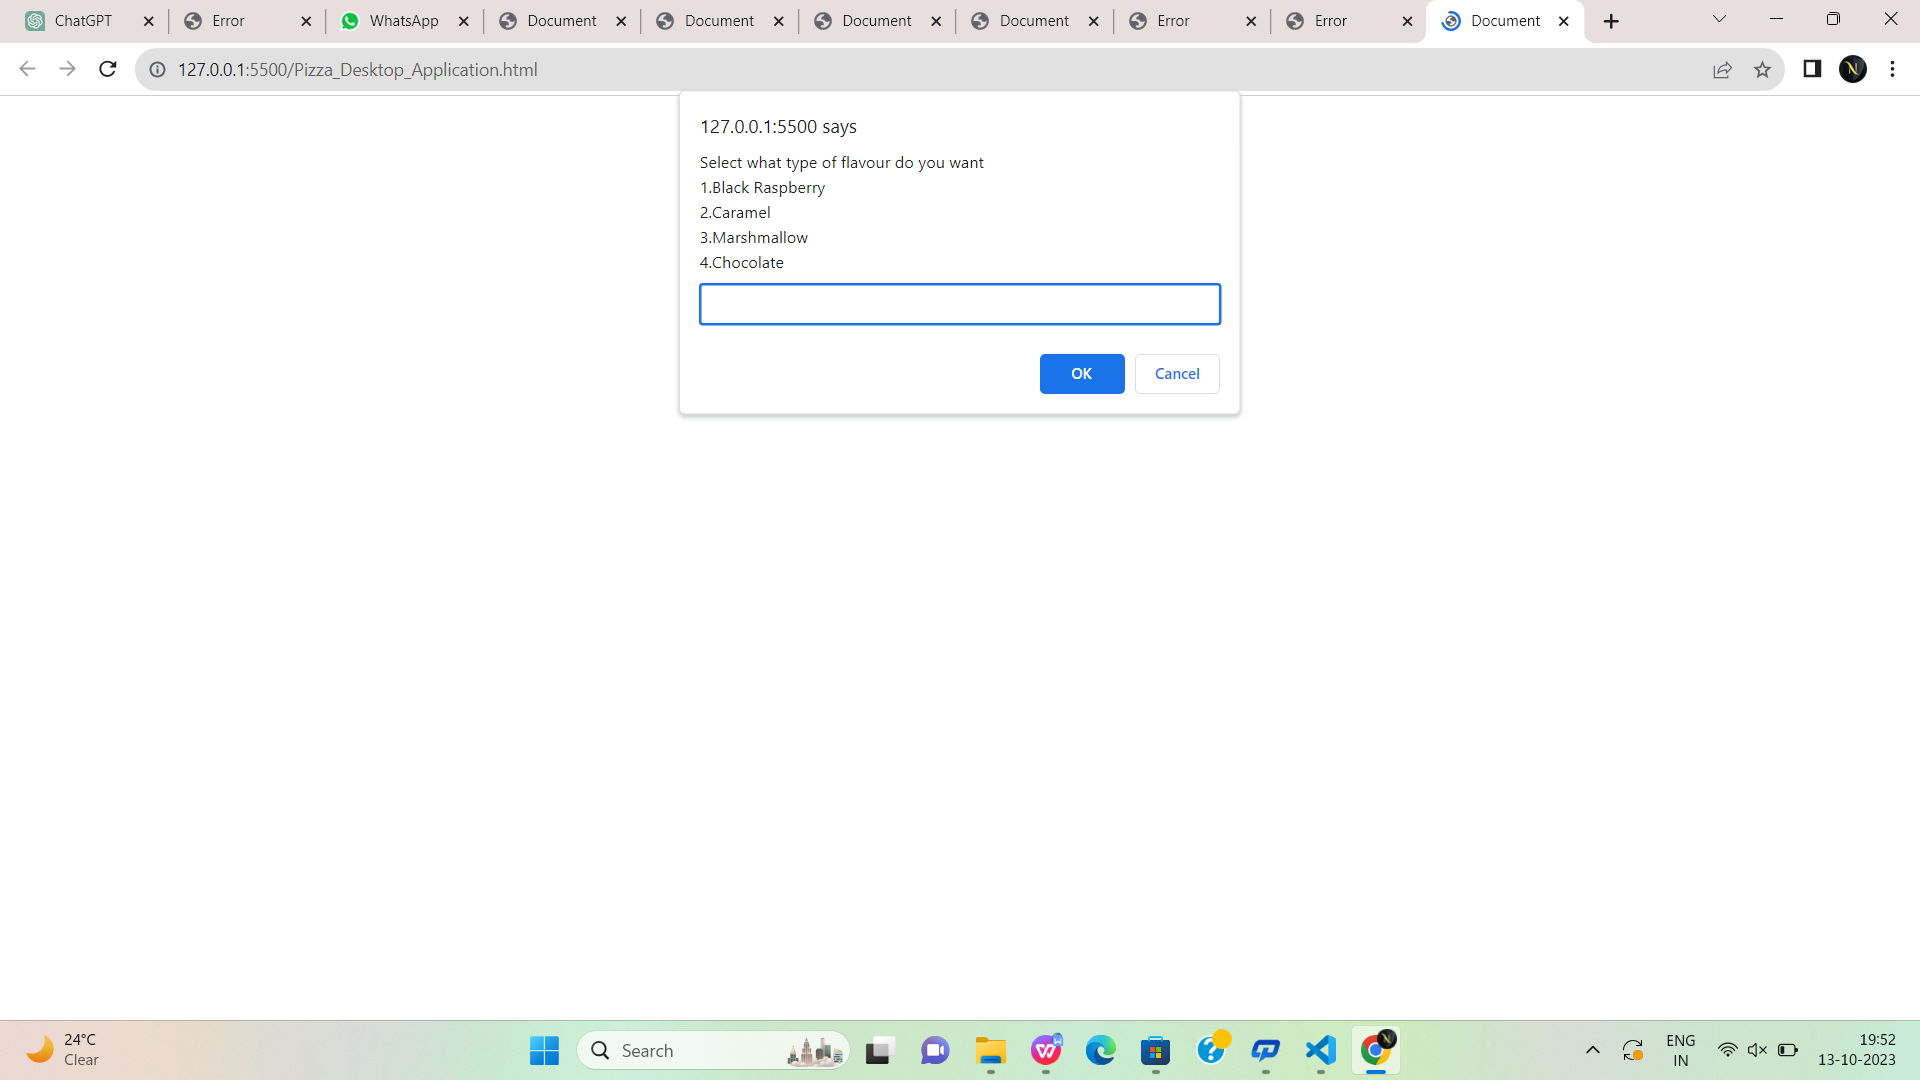 ChatGPT
Error
WhatsApp
Document
Document
Document
Document
Error
Error
Document
127.0.0.1:5500/Pizza_Desktop_Application.html
127.0.0.1:5500 says
Select what type of flavour do you want
1.Black Raspberry
2.Caramel
3.Marshmallow
4.Chocolate
OK
Cancel
24°C
Clear
Search
ENG
IN
19:52
13-10-2023